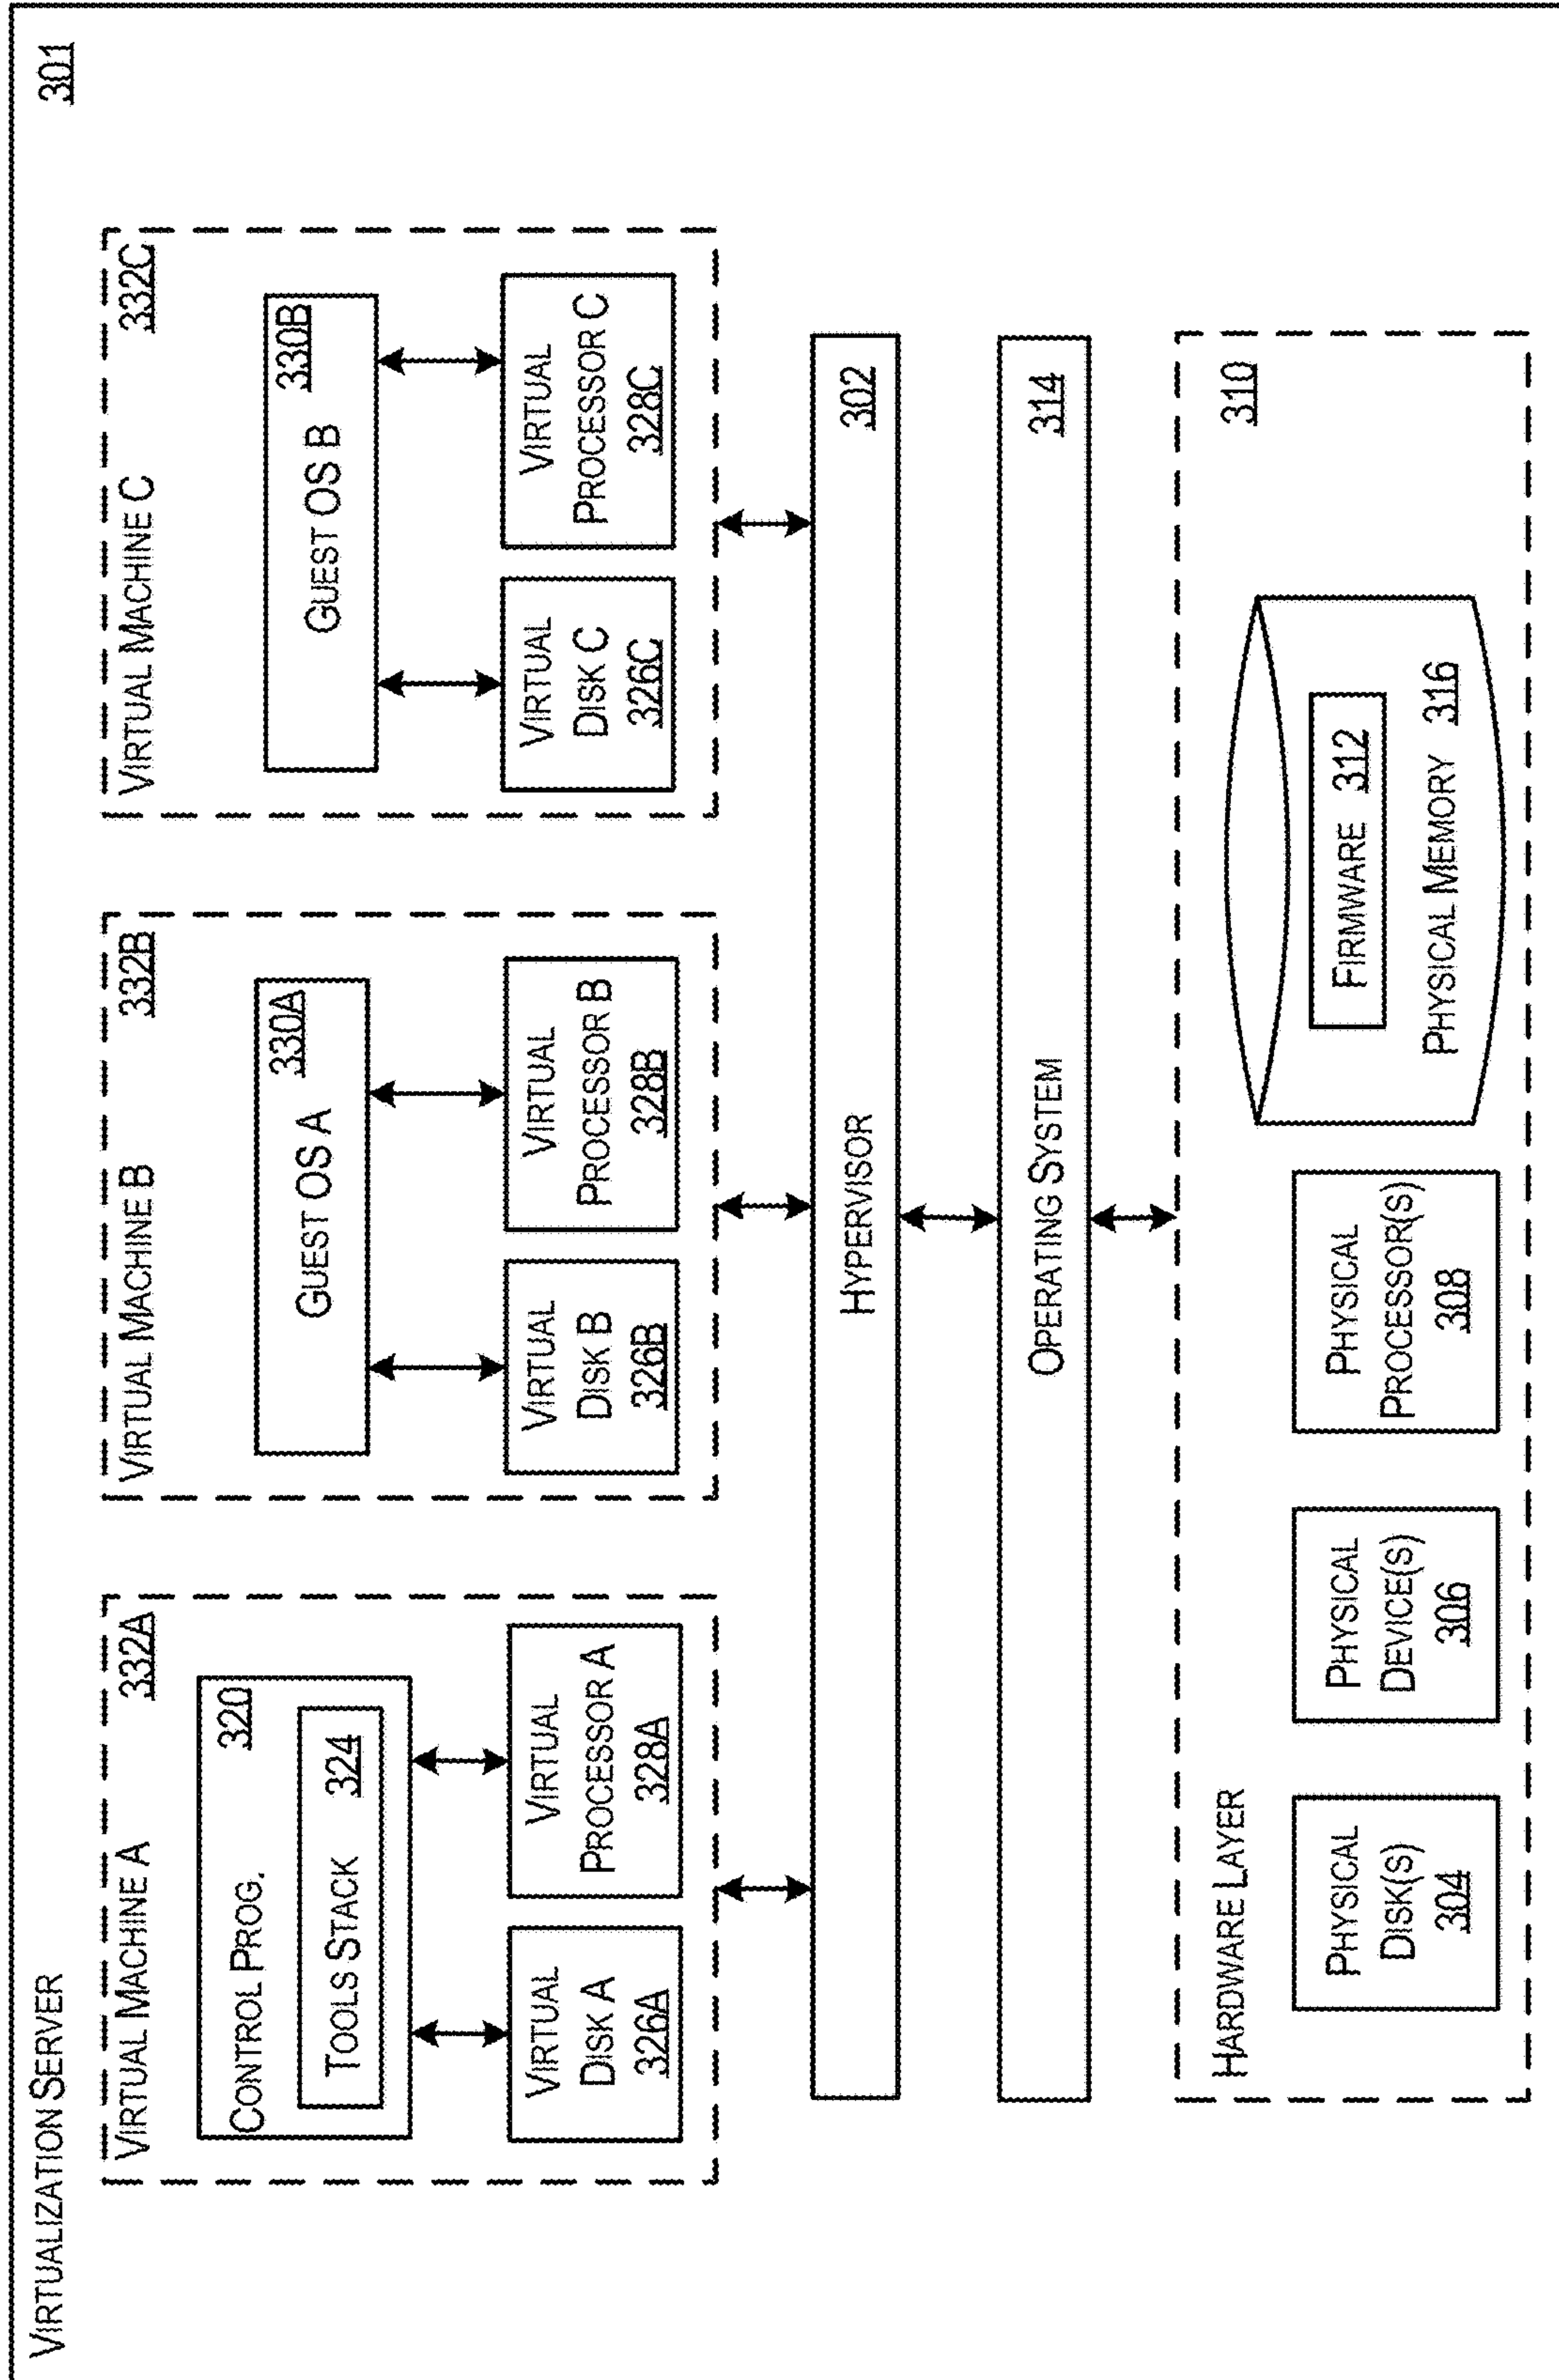 VIRTUALIZATION SERVER
301
VIRTUAL MACHINE A
332A
CONTROL PROG.
320
TOOLS STACK 324
VIRTUAL
DISK A
326A
VIRTUAL
PROCESSOR A
328A
VIRTUAL MACHINE B
332B
330A
GUEST OS A
VIRTUAL
DISK B
326B
VIRTUAL
PROCESSOR B
328B
VIRTUAL MACHINE C
332C
330B
GUEST OS B
VIRTUAL
DISK C
326C
VIRTUAL
PROCESSOR C
328C
HYPERVISOR
302
OPERATING SYSTEM
314
HARDWARE LAYER
310
PHYSICAL
DISK(S)
304
PHYSICAL
DEVICE(S)
306
PHYSICAL
PROCESSOR(S)
308
FIRMWARE 312
PHYSICAL MEMORY 316